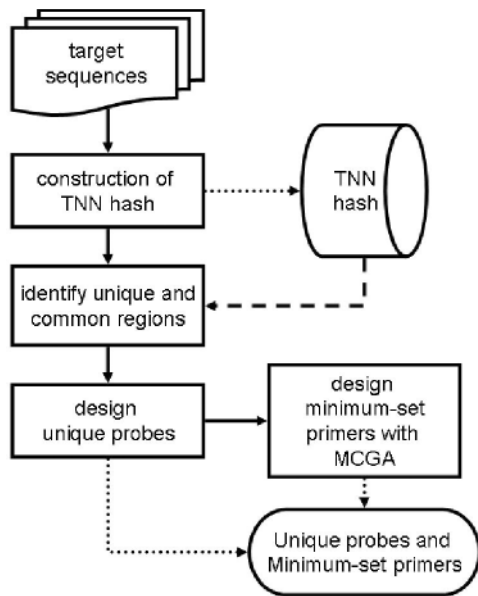 target
sequences
construction of
TNN hash
TNN
hash
identify unique and
common regions
design
unique probes
design
minimum-set
primers with
MCGA
Unique probes and
Minimum-set primers